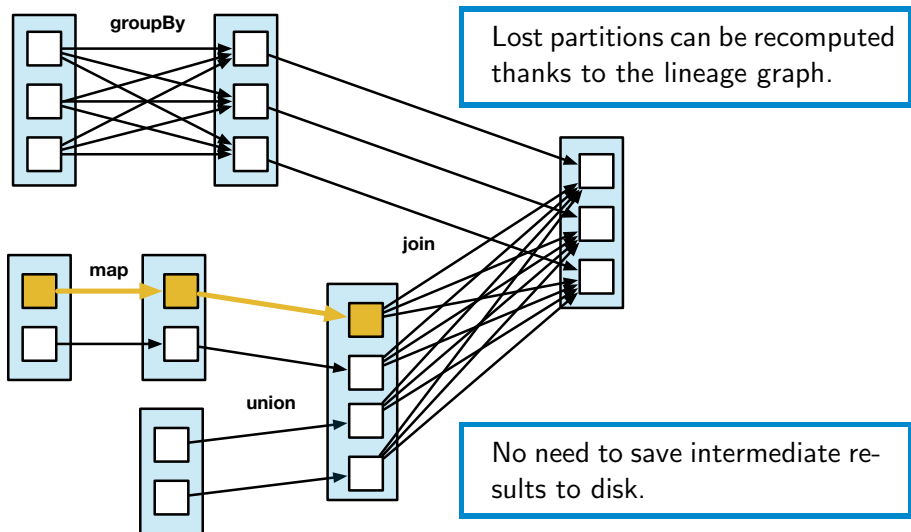 groupBy
Lost partitions can be recomputed
thanks to the lineage graph.
join
map
union
No need to save intermediate re-
sults to disk.